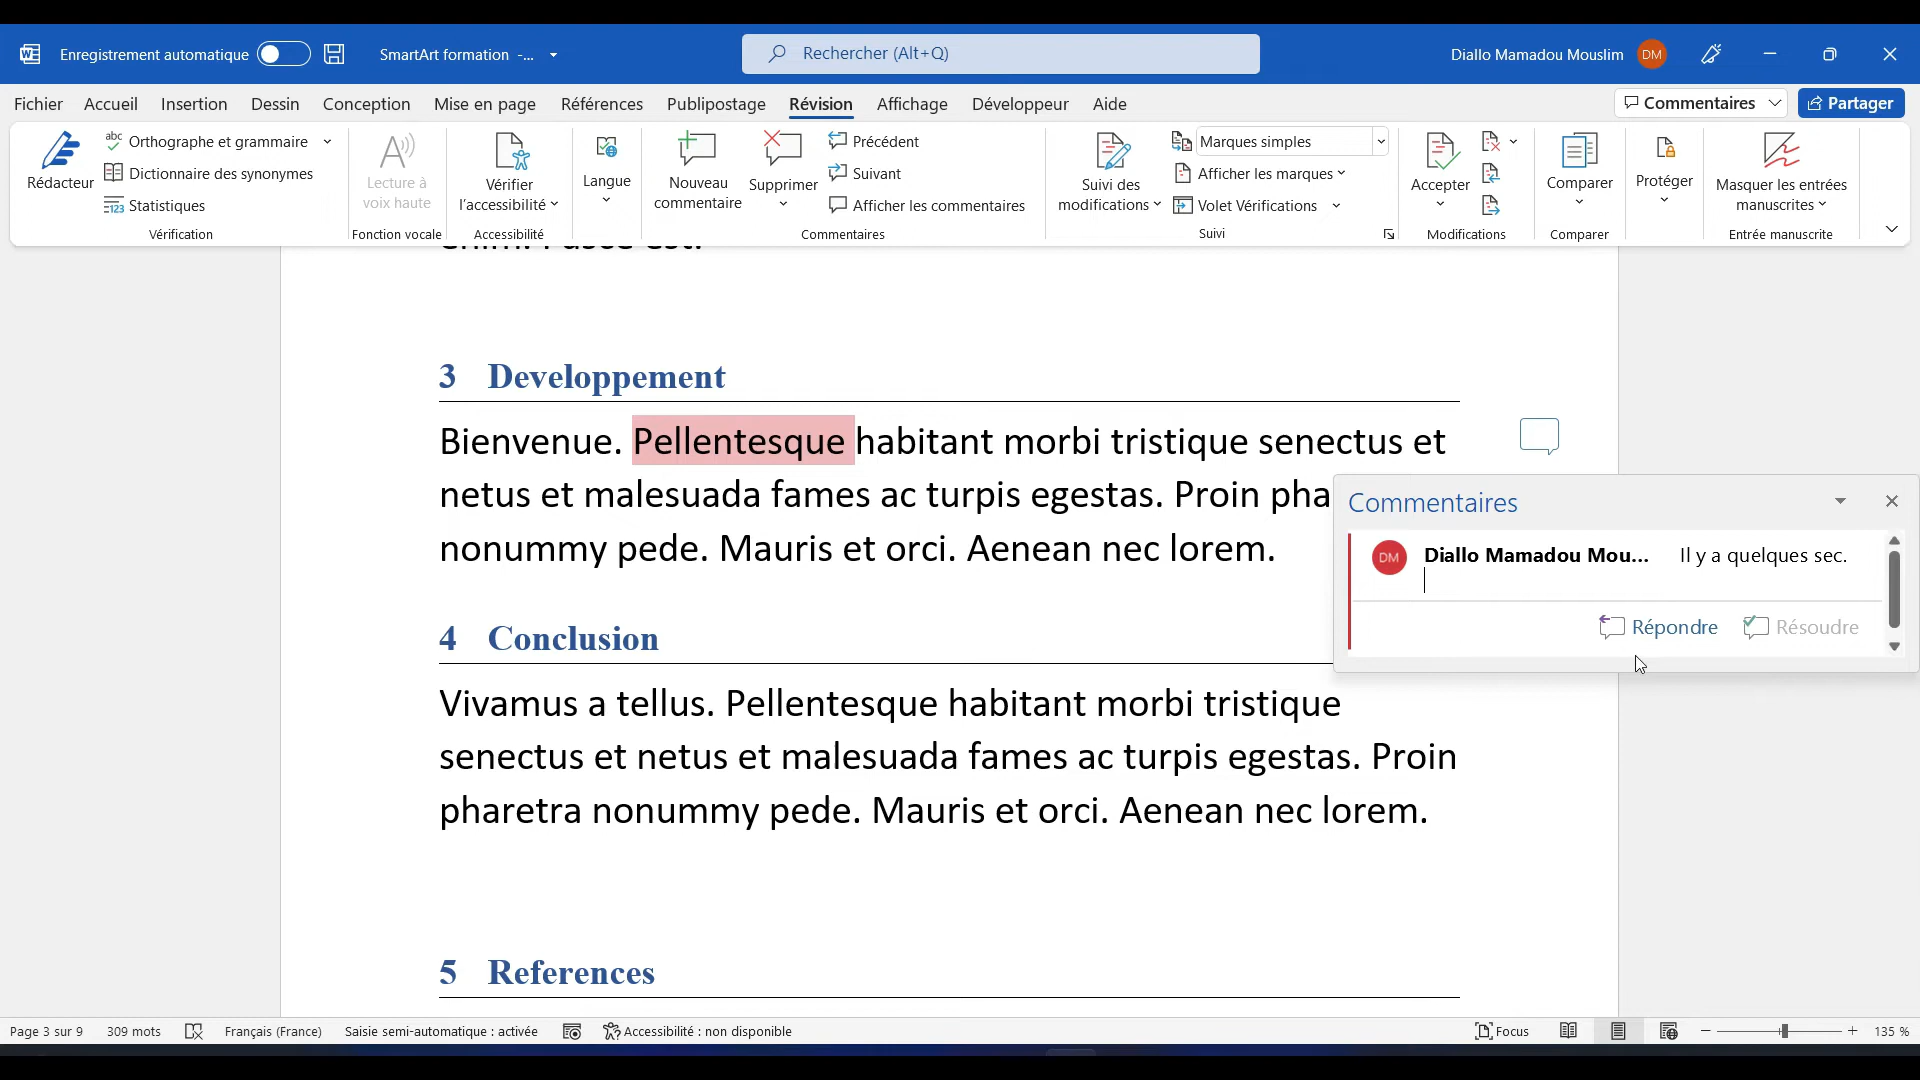 Enregistrement automatique
SmartArt formation -...
Rechercher (Alt+Q)
Diallo Mamadou Mouslim
DM
Fichier Accueil Insertion Dessin Conception Mise en page Références Publipostage Révision Affichage Développeur Aide
Commentaires
Partager
Rédacteur
abc Orthographe et grammaire
Dictionnaire des synonymes
123 Statistiques
Vérification
Lecture à
voix haute
Fonction vocale
Vérifier
l'accessibilité
Accessibilité
Langue
Nouveau
commentaire
Supprimer
Précédent
Suivant
Afficher les commentaires
Commentaires
Suivi des
modifications
Marques simples
Afficher les marques
Volet Vérifications
Suivi
Accepter
Modifications
Comparer
Comparer
Protéger
Masquer les entrées
manuscrites
Entrée manuscrite
enim. Fusce est.
3 Developpement
Bienvenue. Pellentesque habitant morbi tristique senectus et
netus et malesuada fames ac turpis egestas. Proin pha
nonummy pede. Mauris et orci. Aenean nec lorem.
Commentaires
DM
Diallo Mamadou Mou... Il y a quelques sec.
Répondre Résoudre
4 Conclusion
Vivamus a tellus. Pellentesque habitant morbi tristique
senectus et netus et malesuada fames ac turpis egestas. Proin
pharetra nonummy pede. Mauris et orci. Aenean nec lorem.
5 References
Page 3 sur 9 309 mots Français (France) Saisie semi-automatique : activée Accessibilité : non disponible Focus 135 %